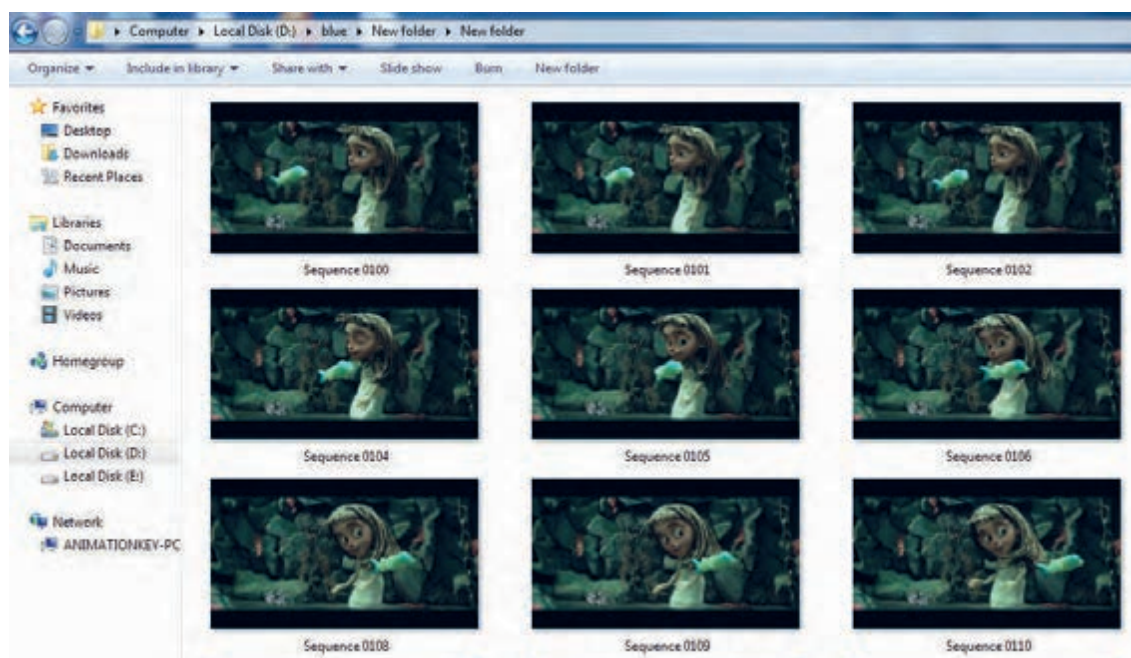 Computer ▸ Local Disk (D:) ▸ blue ▸ New folder ▸ New folder
Organize Include in library Share with Slide show Burn New folder
Favorites
Desktop
Downloads
Recent Places
Libraries
Documents
Music
Pictures
Videos
Homegroup
Computer
Local Disk (C:)
Local Disk (D:)
Local Disk (E:)
Network
ANIMATIONKEY-PC
Sequence 0100 Sequence 0101 Sequence 0102
Sequence 0104 Sequence 0105 Sequence 0106
Sequence 0108 Sequence 0109 Sequence 0110